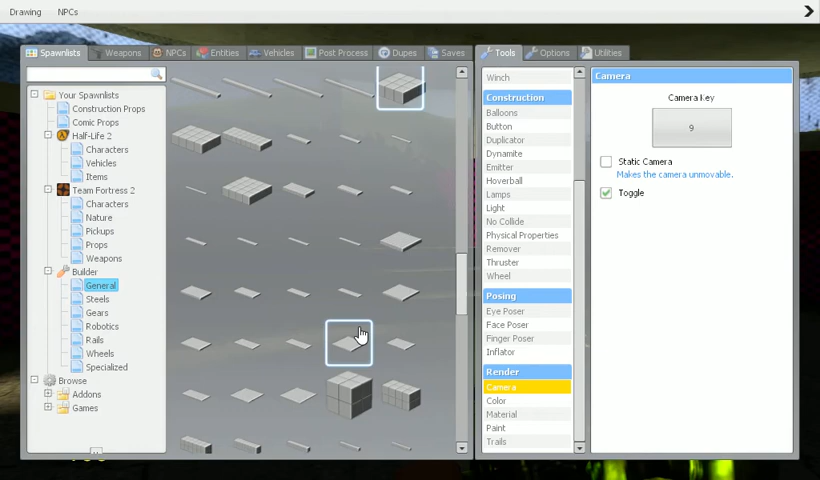 Drawing NPCs
Spawnlists Weapons NPCs Entities Vehicles Post Process Dupes Saves
Your Spawnlists
Construction Props
Comic Props
Half-Life 2
Characters
Vehicles
Items
Team Fortress 2
Characters
Nature
Pickups
Props
Weapons
Builder
General
Steels
Gears
Robotics
Rails
Wheels
Specialized
Browse
Addons
Games
Tools Options Utilities
Winch
Construction
Balloons
Button
Duplicator
Dynamite
Emitter
Hoverball
Lamps
Light
No Collide
Physical Properties
Remover
Thruster
Wheel
Posing
Eye Poser
Face Poser
Finger Poser
Inflator
Render
Camera
Color
Material
Paint
Trails
Camera
Camera Key
9
Static Camera
Makes the camera unmovable.
Toggle